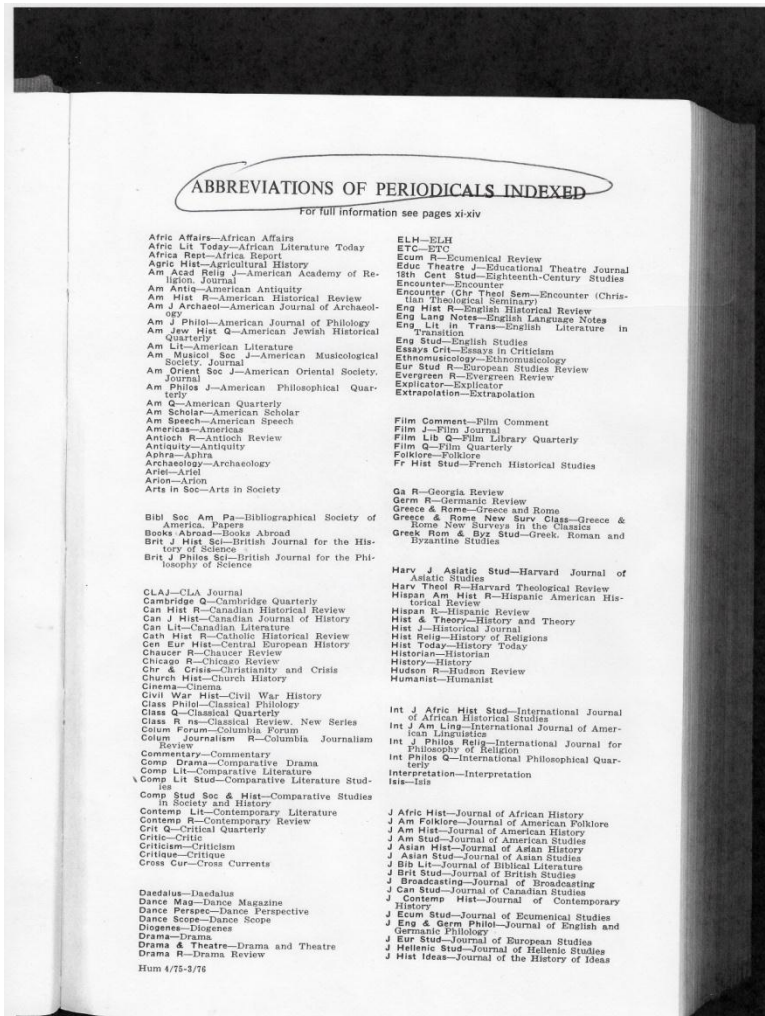 ABBREVIATIONS OF PERIODICALS INDEXED
For full information see pages xi-xiv
Afric Affairs—African Affairs
Afric Lit Today—African Literature Today
Africa Rept—Africa Report
Agric Hist—Agricultural History
Am Acad Relig J—American Academy of Re-
ligion. Journal
Am Antiq—American Antiquity
Am Hist R—American Historical Review
Am J Archaeol—American Journal of Archaeol-
ogy
Am J Philol—American Journal of Philology
Am Jew Hist Q—American Jewish Historical
Quarterly
Am Lit—American Literature
Am Musicol Soc J—American Musicological
Society. Journal
Am Orient Soc J—American Oriental Society.
Journal
Am Philos J—American Philosophical Quar-
terly
Am Q—American Quarterly
Am Scholar—American Scholar
Am Speech—American Speech
Americas—Americas
Antioch R—Antioch Review
Antiquity—Antiquity
Aphra—Aphra
Archaeology—Archaeology
Ariel—Ariel
Arion—Arion
Arts in Soc—Arts in Society
Bibl Soc Am Pa—Bibliographical Society of
America. Papers
Books Abroad—Books Abroad
Brit J Hist Sci—British Journal for the His-
tory of Science
Brit J Philos Sci—British Journal for the Phi-
losophy of Science
CLAJ—CLA Journal
Cambridge Q—Cambridge Quarterly
Can Hist R—Canadian Historical Review
Can J Hist—Canadian Journal of History
Can Lit—Canadian Literature
Cath Hist R—Catholic Historical Review
Cen Eur Hist—Central European History
Chaucer R—Chaucer Review
Chicago R—Chicago Review
Chr & Crisis—Christianity and Crisis
Church Hist—Church History
Cinema—Cinema
Civil War Hist—Civil War History
Class Philol—Classical Philology
Class Q—Classical Quarterly
Class R ns—Classical Review. New Series
Colum Forum—Columbia Forum
Colum Journalism R—Columbia Journalism
Review
Commentary—Commentary
Comp Drama—Comparative Drama
Comp Lit—Comparative Literature
Comp Lit Stud—Comparative Literature Stud-
ies
Comp Stud Soc & Hist—Comparative Studies
in Society and History
Contemp Lit—Contemporary Literature
Contemp R—Contemporary Review
Crit Q—Critical Quarterly
Critic—Critic
Criticism—Criticism
Critique—Critique
Cross Cur—Cross Currents
Daedalus—Daedalus
Dance Mag—Dance Magazine
Dance Perspec—Dance Perspective
Dance Scope—Dance Scope
Diogenes—Diogenes
Drama—Drama
Drama & Theatre—Drama and Theatre
Drama R—Drama Review
Hum 4/75-3/76
ELH—ELH
ETC—ETC
Ecum R—Ecumenical Review
Educ Theatre J—Educational Theatre Journal
18th Cent Stud—Eighteenth-Century Studies
Encounter—Encounter
Encounter (Chr Theol Sem—Encounter (Chris-
tian Theological Seminary)
Eng Hist R—English Historical Review
Eng Lang Notes—English Language Notes
Eng Lit in Trans—English Literature in
Transition
Eng Stud—English Studies
Essays Crit—Essays in Criticism
Ethnomusicology—Ethnomusicology
Eur Stud R—European Studies Review
Evergreen R—Evergreen Review
Explicator—Explicator
Extrapolation—Extrapolation
Film Comment—Film Comment
Film J—Film Journal
Film Lib Q—Film Library Quarterly
Film Q—Film Quarterly
Folklore—Folklore
Fr Hist Stud—French Historical Studies
Ga R—Georgia Review
Germ R—Germanic Review
Greece & Rome—Greece and Rome
Greece & Rome New Surv Class—Greece &
Rome New Surveys in the Classics
Greek Rom & Byz Stud—Greek, Roman and
Byzantine Studies
Harv J Asiatic Stud—Harvard Journal of
Asiatic Studies
Harv Theol R—Harvard Theological Review
Hispan Am Hist R—Hispanic American His-
torical Review
Hispan R—Hispanic Review
Hist & Theory—History and Theory
Hist J—Historical Journal
Hist Relig—History of Religions
Hist Today—History Today
Historian—Historian
History—History
Hudson R—Hudson Review
Humanist—Humanist
Int J Afric Hist Stud—International Journal
of African Historical Studies
Int J Am Ling—International Journal of Amer-
ican Linguistics
Int J Philos Relig—International Journal for
Philosophy of Religion
Int Philos Q—International Philosophical Quar-
terly
Interpretation—Interpretation
Isis—Isis
J Afric Hist—Journal of African History
J Am Folklore—Journal of American Folklore
J Am Hist—Journal of American History
J Am Stud—Journal of American Studies
J Asian Hist—Journal of Asian History
J Asian Stud—Journal of Asian Studies
J Bib Lit—Journal of Biblical Literature
J Brit Stud—Journal of British Studies
J Broadcasting—Journal of Broadcasting
J Can Stud—Journal of Canadian Studies
J Contemp Hist—Journal of Contemporary
History
J Ecum Stud—Journal of Ecumenical Studies
J Eng & Germ Philol—Journal of English and
Germanic Philology
J Eur Stud—Journal of European Studies
J Hellenic Stud—Journal of Hellenic Studies
J Hist Ideas—Journal of the History of Ideas